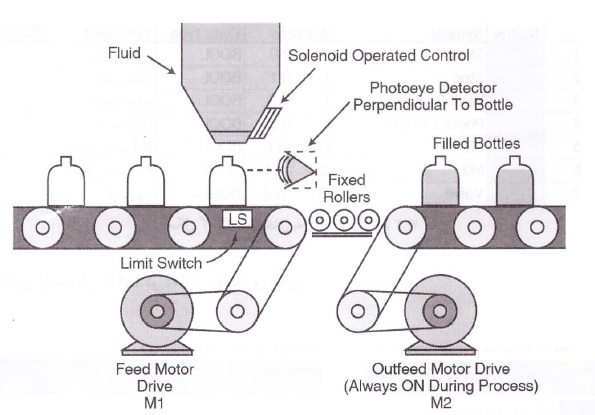 Fluid
Solenoid Operated Control
Photoeye Detector
Perpendicular To Bottle
Filled Bottles
Fixed
Rollers
LS
Limit Switch
Feed Motor
Drive
M1
Outfeed Motor Drive
(Always ON During Process)
M2